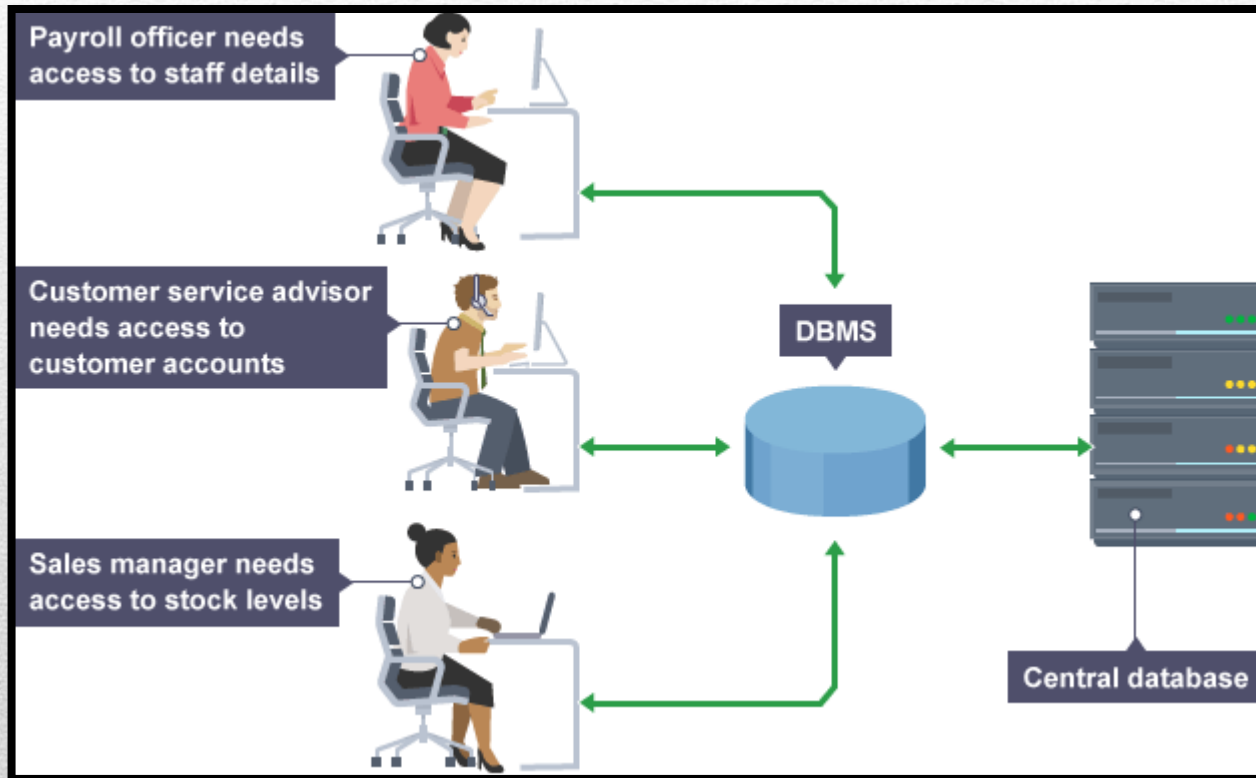 Payroll officer needs
access to staff details
Customer service advisor
needs access to
customer accounts
DBMS
Sales manager needs
access to stock levels
Central database